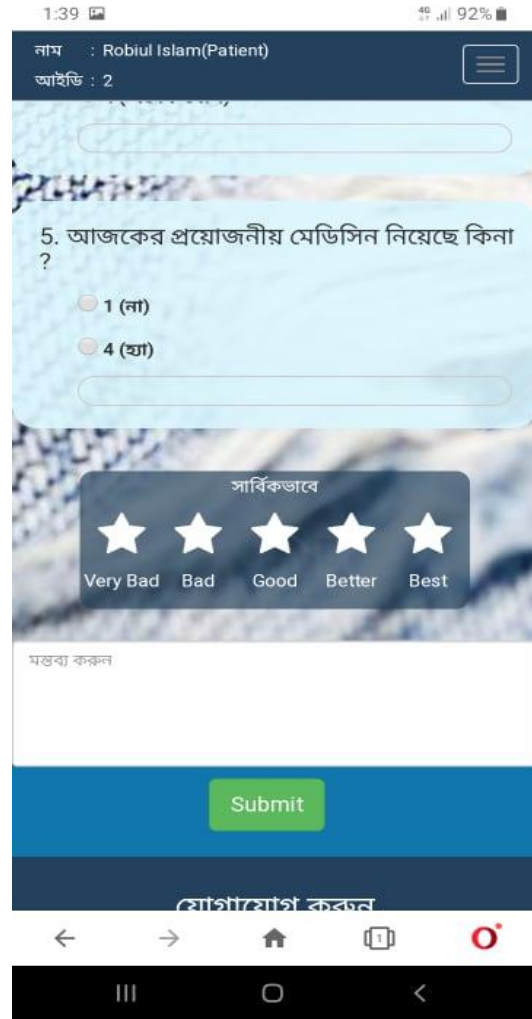 1:39 4G 92%
নাম : Robiul Islam(Patient)
আইডি : 2
5. আজকের প্রয়োজনীয় মেডিসিন নিয়েছে কিনা
?
1 (না)
4 (হ্যা)
সার্বিকভাবে
Very Bad Bad Good Better Best
মন্তব্য করুন
Submit
যোগাযোগ করুন
1